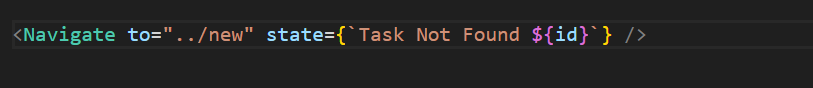 <Navigate to="../new" state={`Task Not Found ${id}`} />